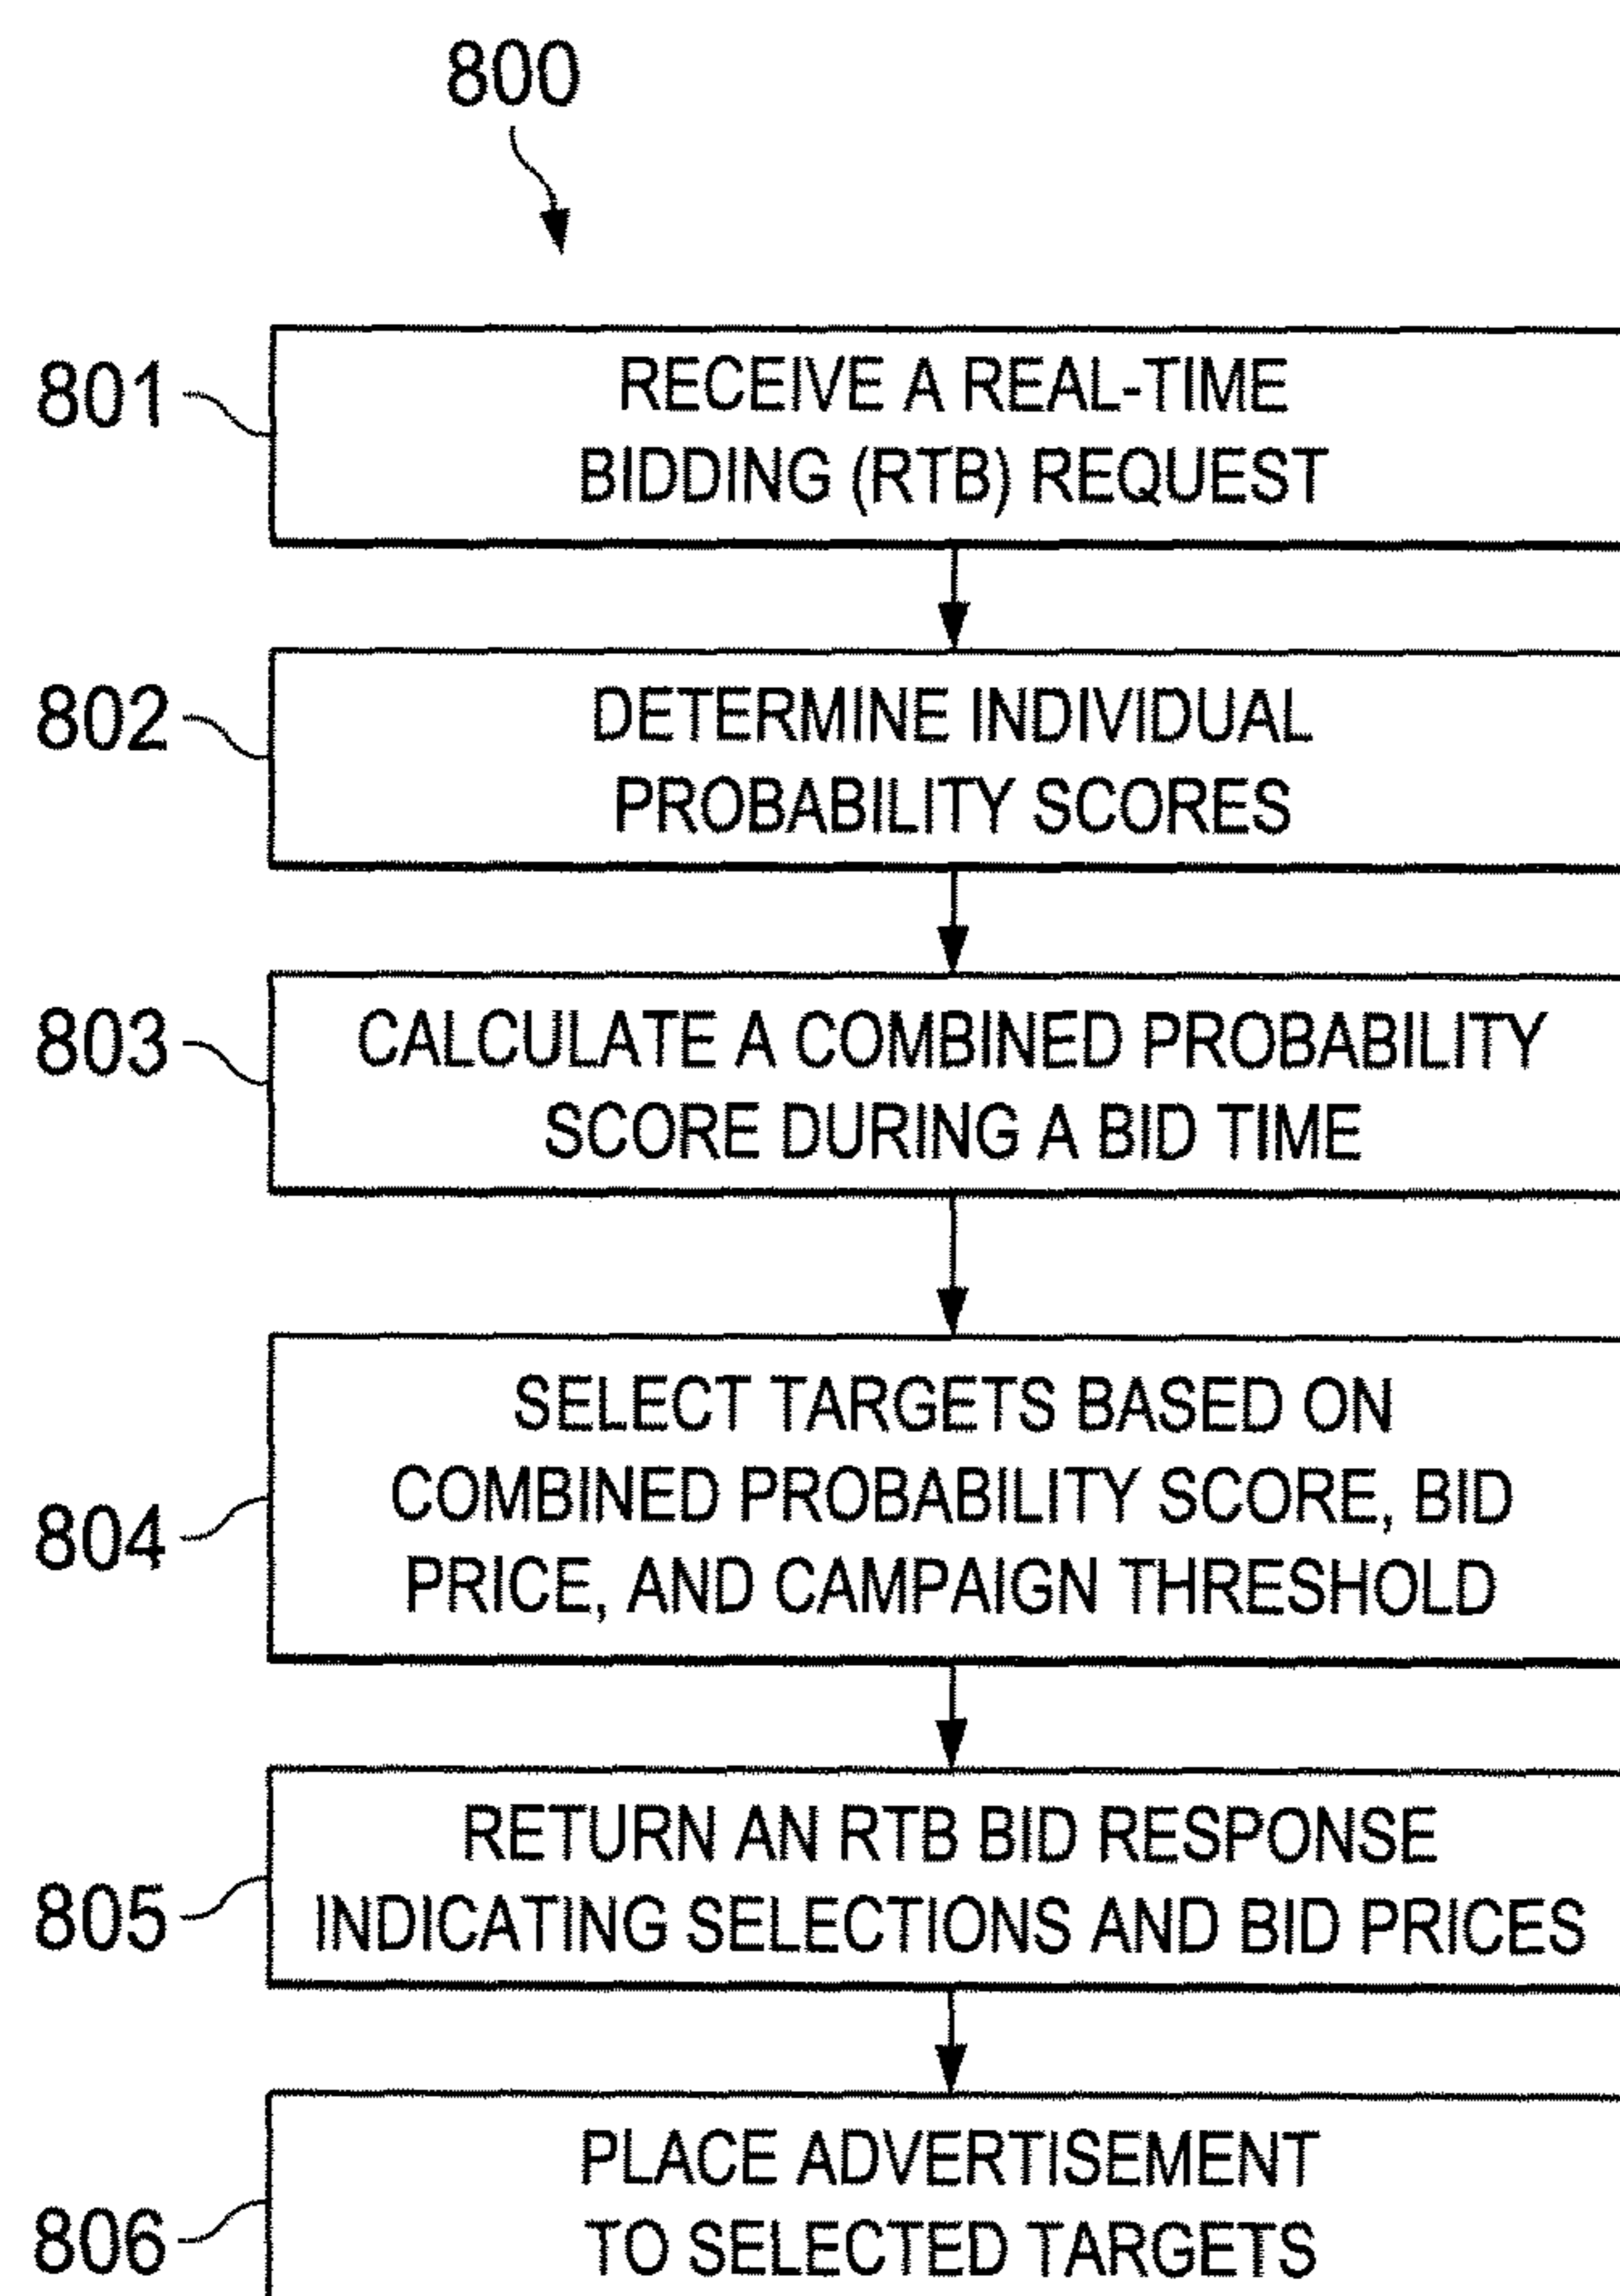 800
801
RECEIVE A REAL-TIME
BIDDING (RTB) REQUEST
802
DETERMINE INDIVIDUAL
PROBABILITY SCORES
803
CALCULATE A COMBINED PROBABILITY
SCORE DURING A BID TIME
804
SELECT TARGETS BASED ON
COMBINED PROBABILITY SCORE, BID
PRICE, AND CAMPAIGN THRESHOLD
805
RETURN AN RTB BID RESPONSE
INDICATING SELECTIONS AND BID PRICES
806
PLACE ADVERTISEMENT
TO SELECTED TARGETS